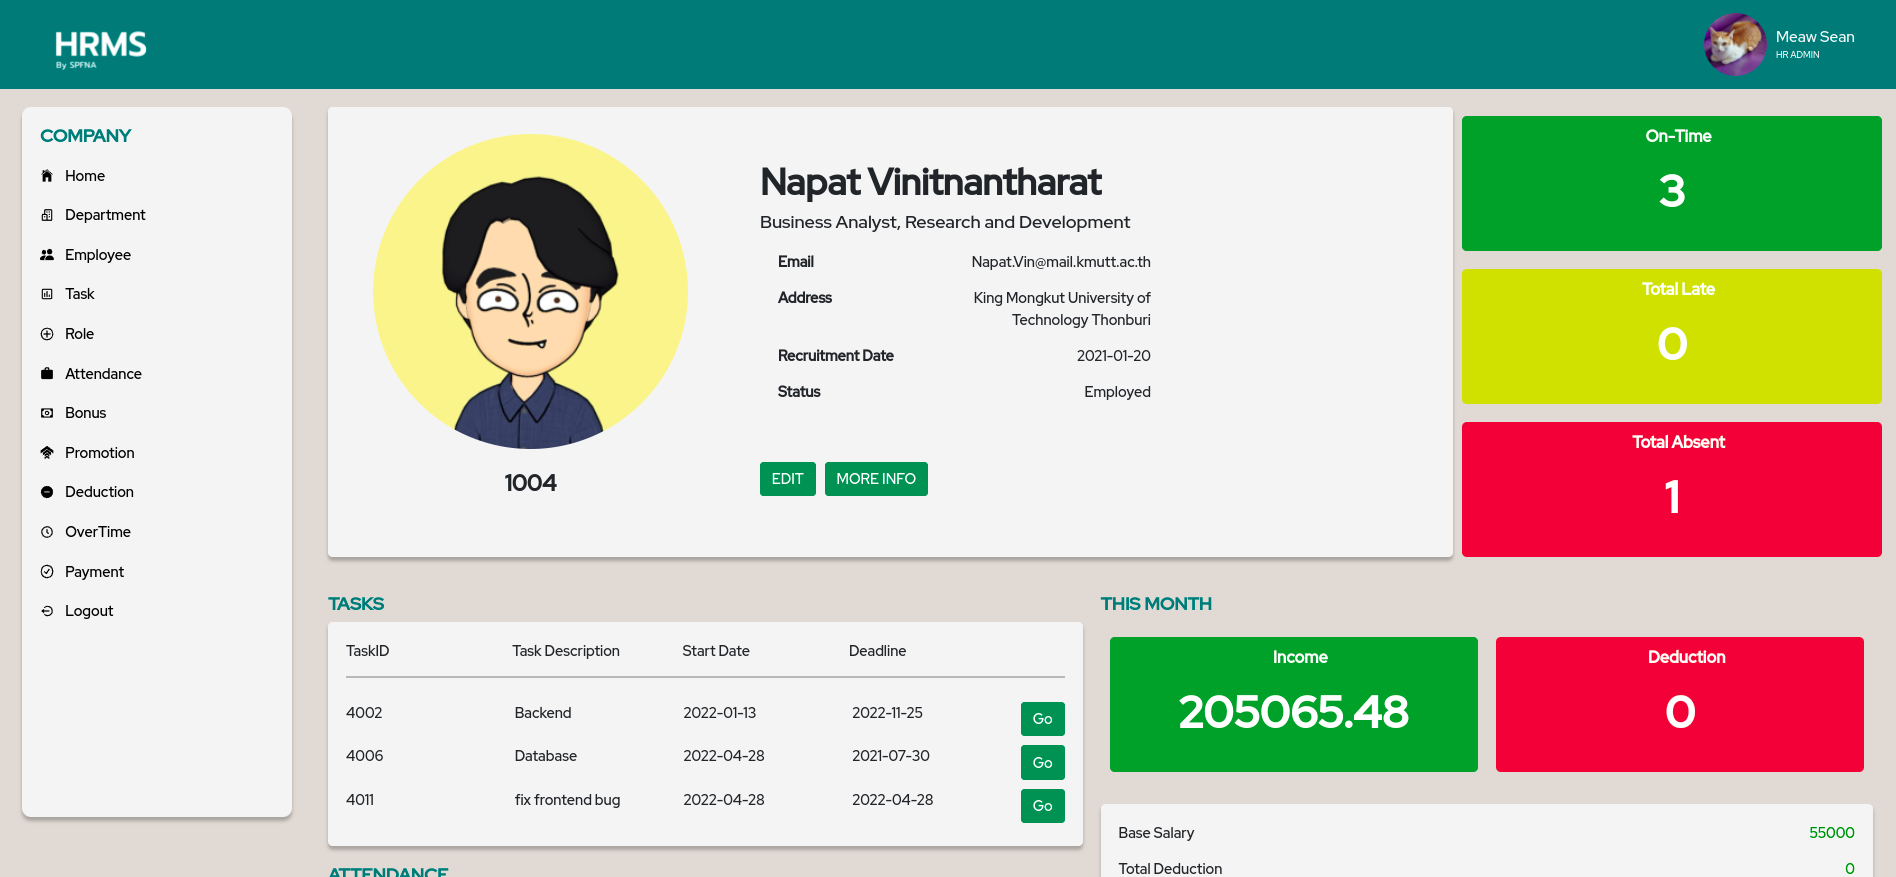 HRMS
By SPFNA
Meaw Sean
HR ADMIN
COMPANY
Home
Department
Employee
Task
Role
Attendance
Bonus
Promotion
Deduction
OverTime
Payment
Logout
1004
Napat Vinitnantharat
Business Analyst, Research and Development
Email Napat.Vin@mail.kmutt.ac.th
Address King Mongkut University of
Technology Thonburi
Recruitment Date 2021-01-20
Status Employed
EDIT MORE INFO
On-Time
3
Total Late
0
Total Absent
1
TASKS
TaskID Task Description Start Date Deadline
4002 Backend 2022-01-13 2022-11-25 Go
4006 Database 2022-04-28 2021-07-30 Go
4011 fix frontend bug 2022-04-28 2022-04-28 Go
ATTENDANCE
THIS MONTH
Income
205065.48
Deduction
0
Base Salary 55000
Total Deduction 0